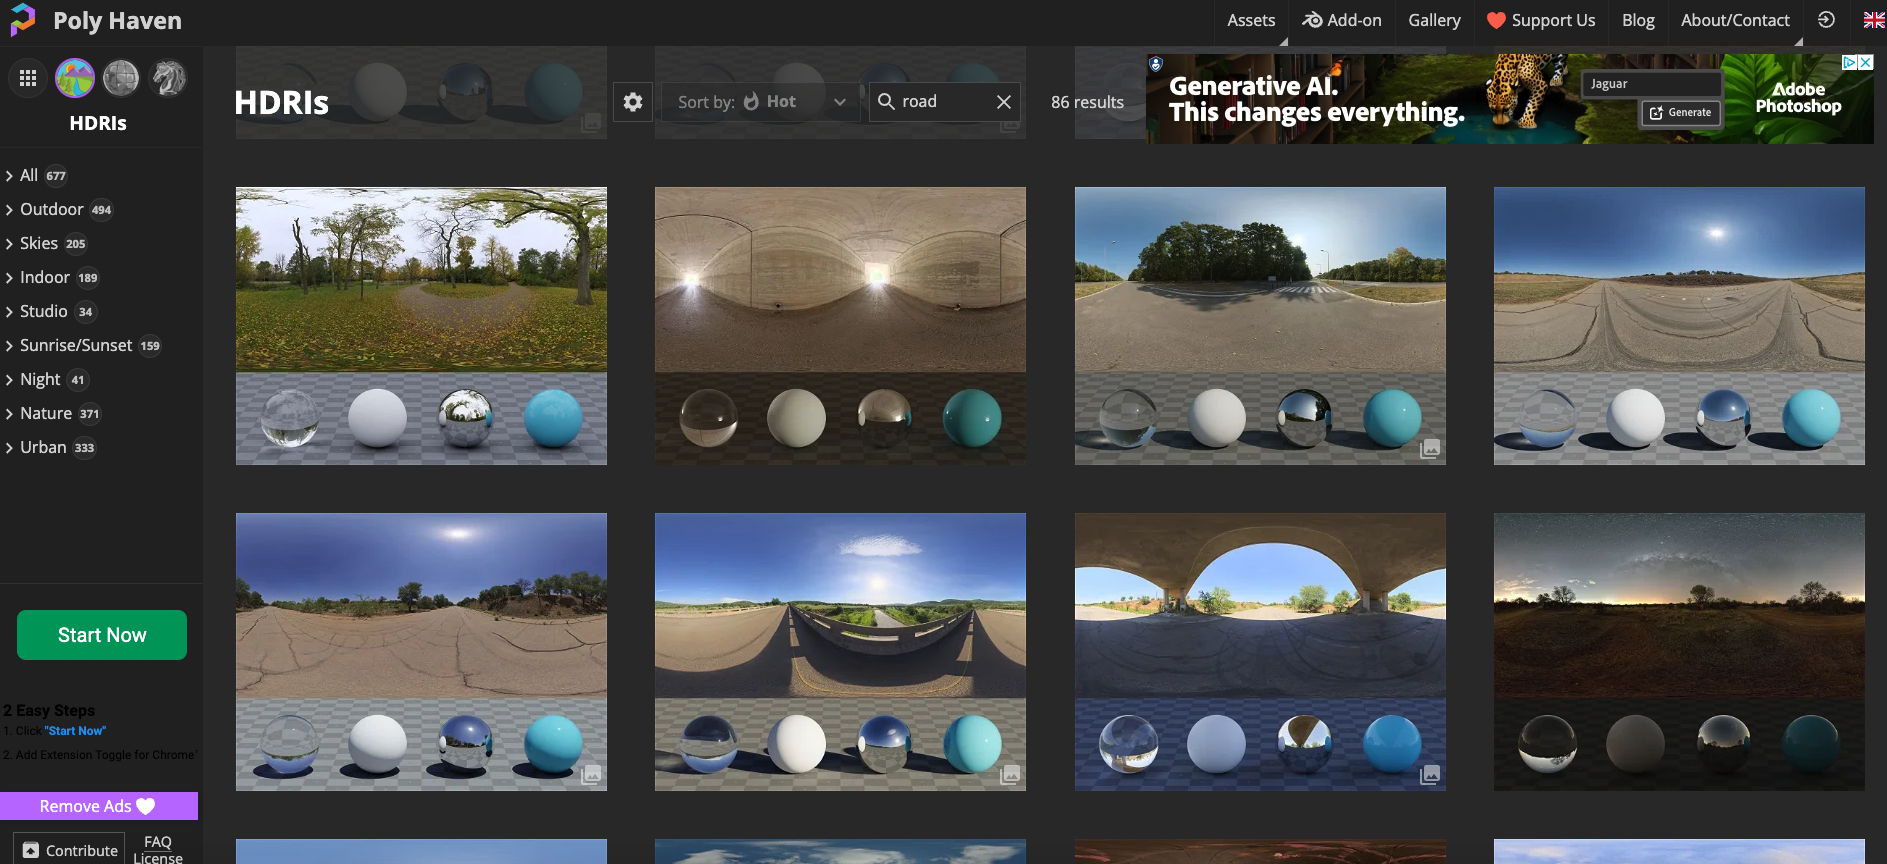 Poly Haven
Assets
Add-on
Gallery
Support Us
Blog
About/Contact
HDRIs
All 677
Outdoor 494
Skies 205
Indoor 189
Studio 34
Sunrise/Sunset 159
Night 41
Nature 371
Urban 333
Start Now
2 Easy Steps
1. Click "Start Now"
2. Add Extension Toggle for Chrome"
Remove Ads
Contribute
FAQ
License
HDRIs
Sort by: Hot
road
86 results
Generative AI.
This changes everything.
Jaguar
Generate
Adobe
Photoshop